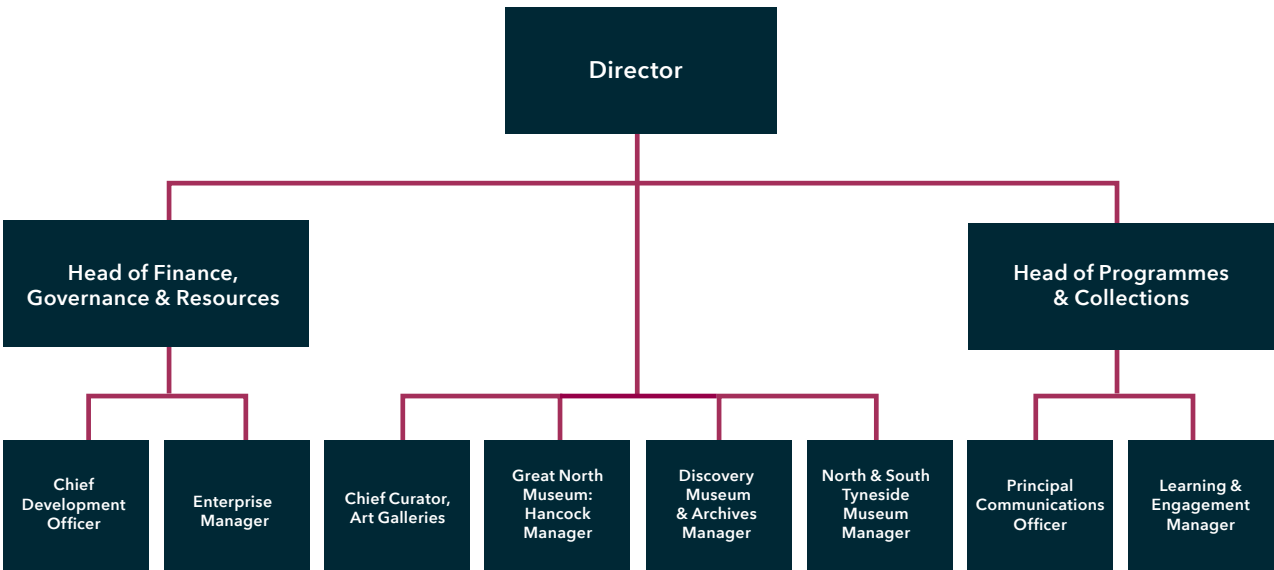 Director
Head of Finance,
Governance & Resources
Head of Programmes
& Collections
Chief
Development
Officer
Enterprise
Manager
Chief Curator,
Art Galleries
Great North
Museum:
Hancock
Manager
Discovery
Museum
& Archives
Manager
North & South
Tyneside
Museum
Manager
Principal
Communications
Officer
Learning &
Engagement
Manager